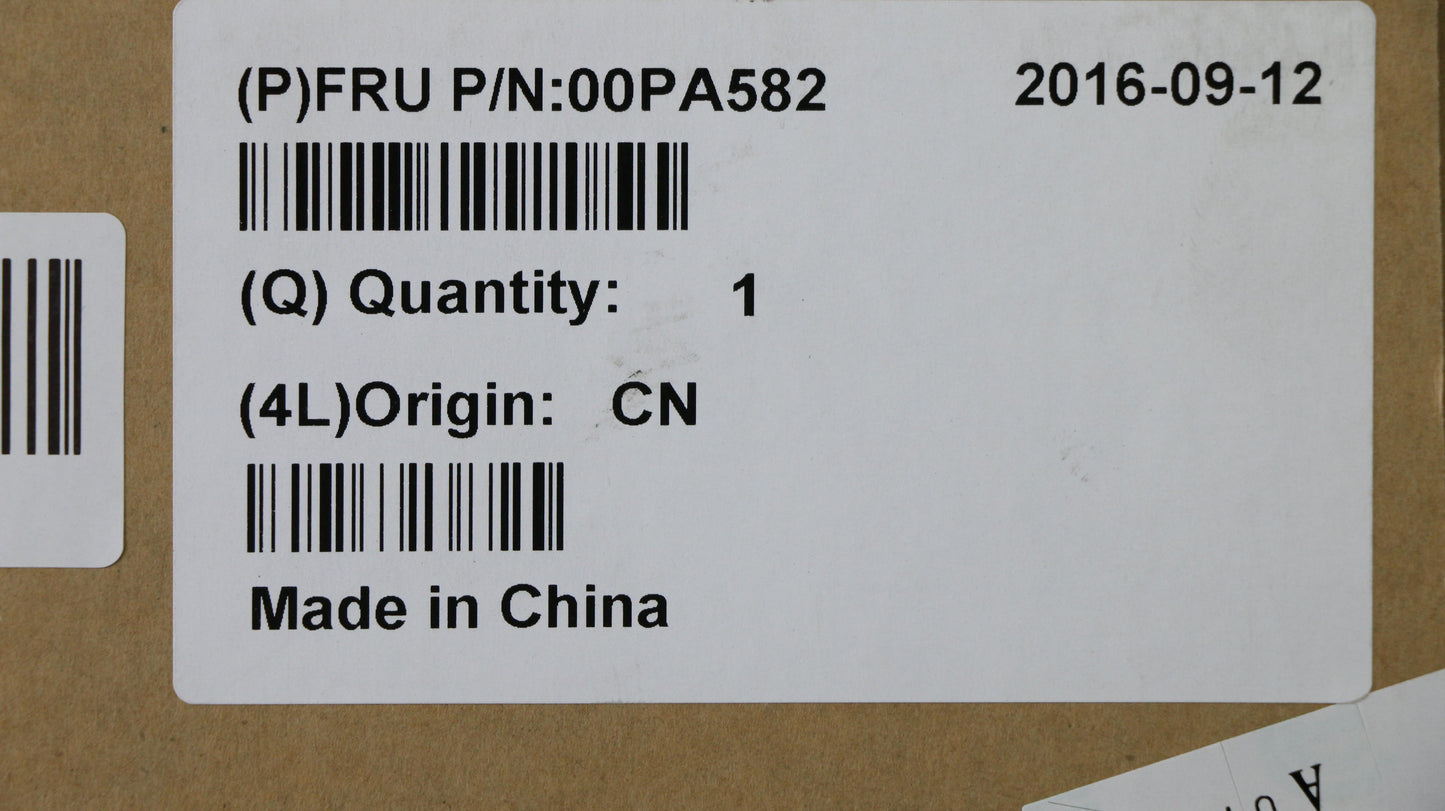 (P)FRU P/N:00PA582 2016-09-12
(Q) Quantity: 1
(4L)Origin: CN
Made in China
A